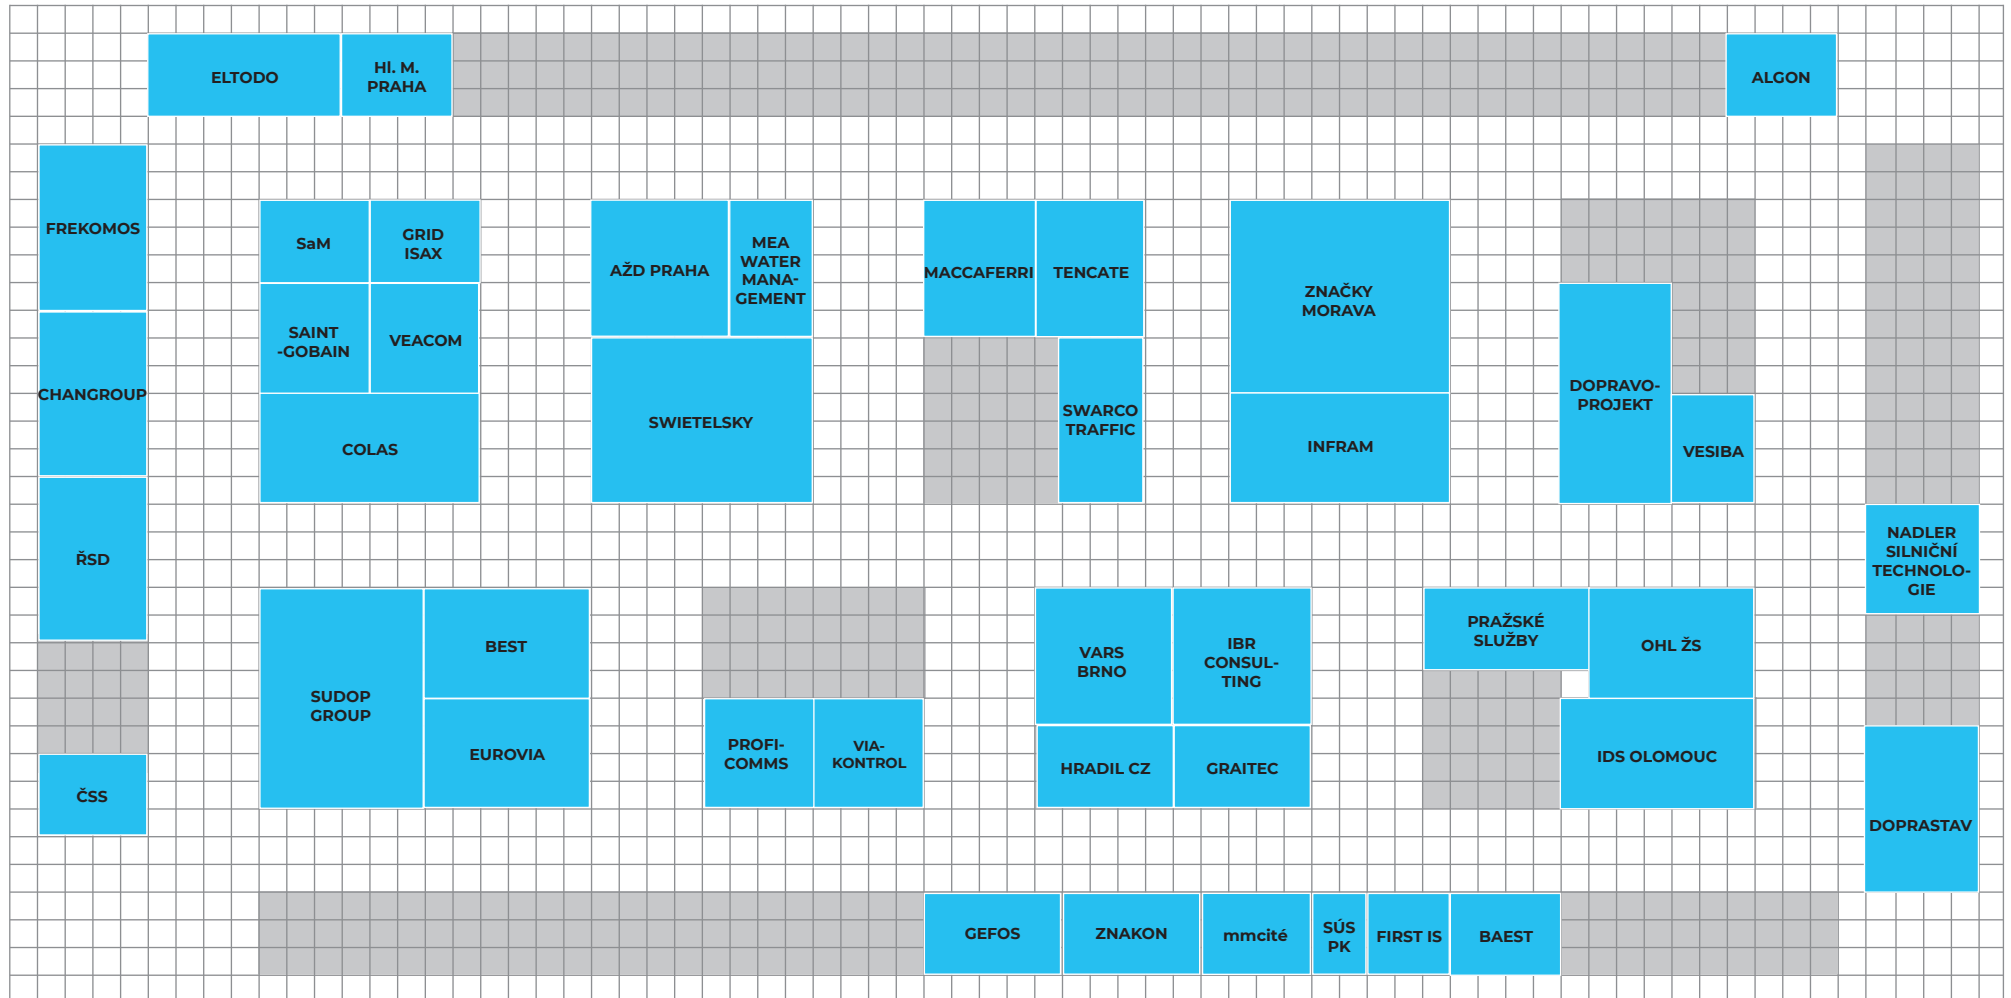 ELTODO
Hl. M.
PRAHA
ALGON
FREKOMOS
CHANGROUP
ŘSD
ČSS
SaM
GRID
ISAX
SAINT
-GOBAIN
VEACOM
COLAS
AŽD PRAHA
MEA
WATER
MANA-
GEMENT
SWIETELSKY
MACCAFERRI
TENCATE
SWARCO
TRAFFIC
ZNAČKY
MORAVA
INFRAM
DOPRAVO-
PROJEKT
VESIBA
NADLER
SILNIČNÍ
TECHNOLO-
GIE
SUDOP
GROUP
BEST
EUROVIA
PROFI-
COMMS
VIA-
KONTROL
VARS
BRNO
IBR
CONSUL-
TING
HRADIL CZ
GRAITEC
PRAŽSKÉ
SLUŽBY
OHL ŽS
IDS OLOMOUC
DOPRASTAV
GEFOS
ZNAKON
mmcité
SÚS
PK
FIRST IS
BAEST